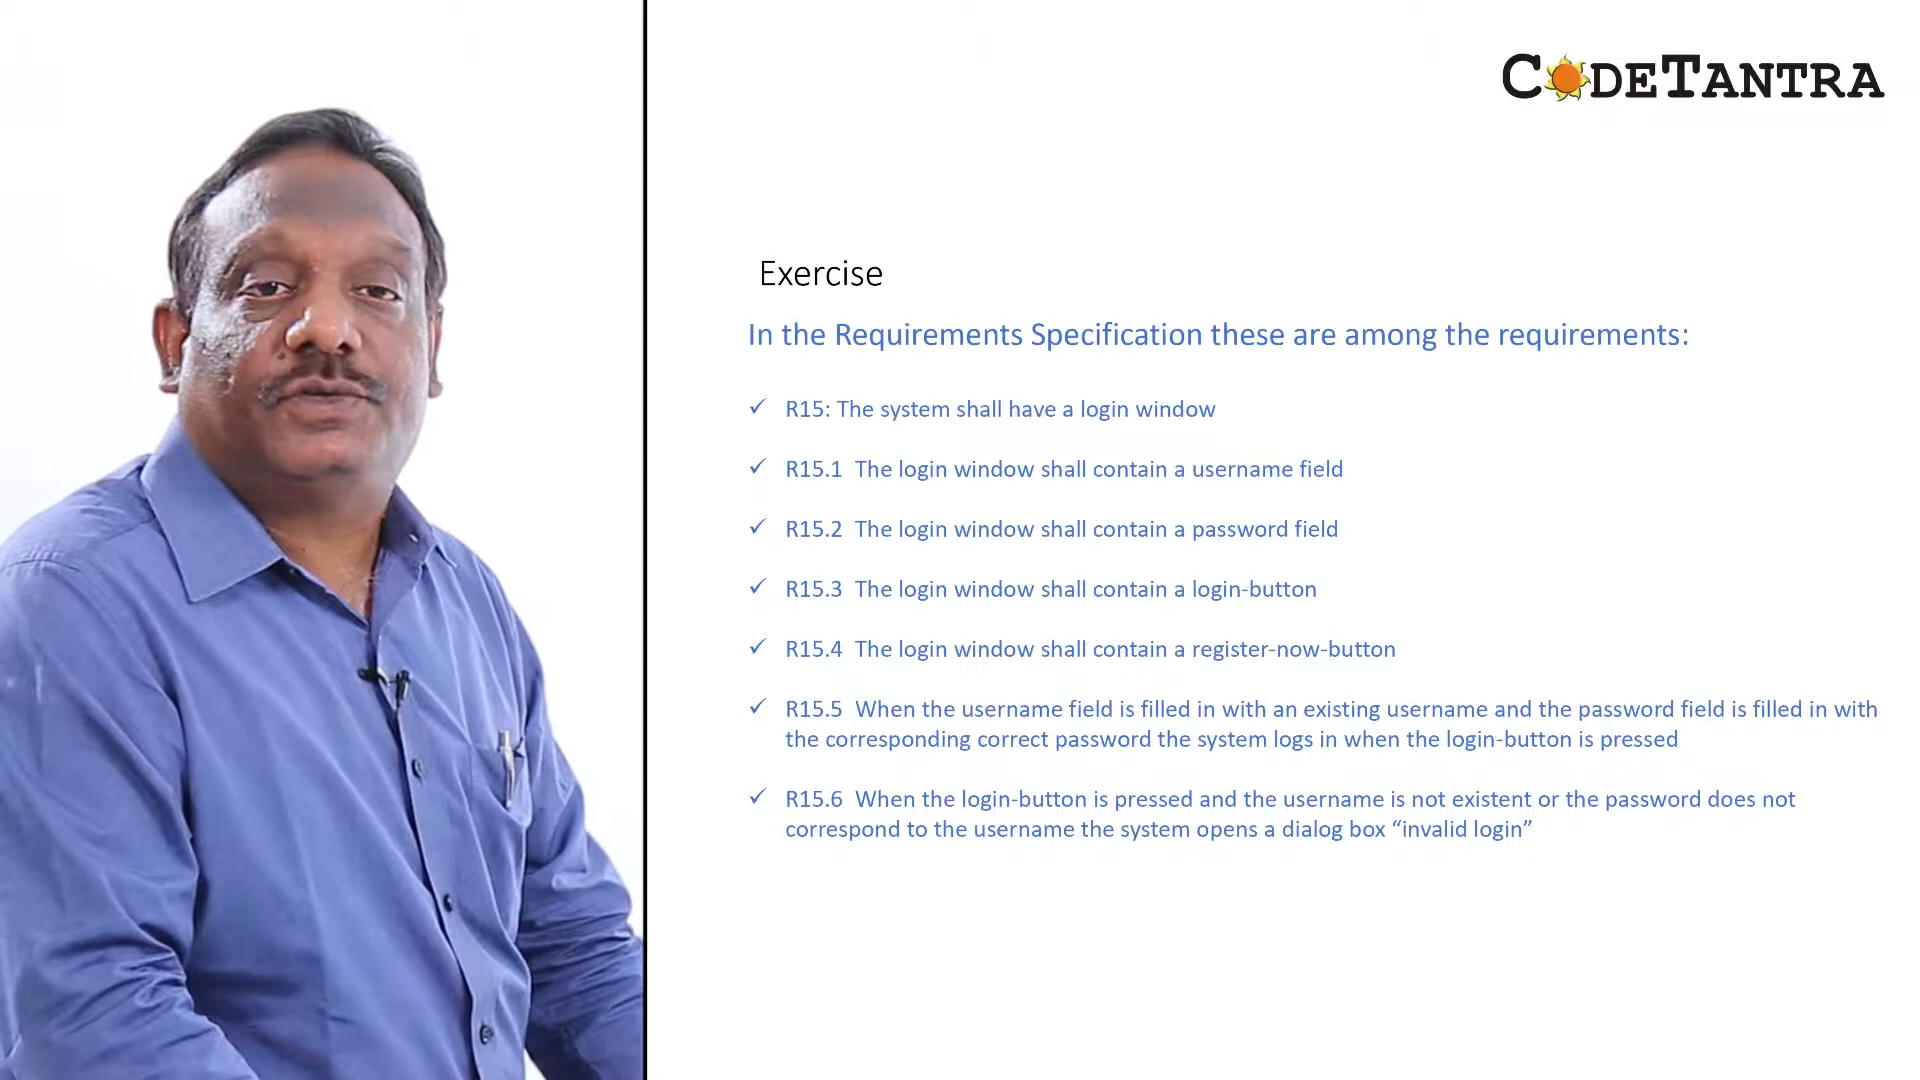 CODETANTRA
Exercise
In the Requirements Specification these are among the requirements:
✓ R15: The system shall have a login window
✓ R15.1 The login window shall contain a username field
✓ R15.2 The login window shall contain a password field
✓ R15.3 The login window shall contain a login-button
✓ R15.4 The login window shall contain a register-now-button
✓ R15.5 When the username field is filled in with an existing username and the password field is filled in with
the corresponding correct password the system logs in when the login-button is pressed
✓ R15.6 When the login-button is pressed and the username is not existent or the password does not
correspond to the username the system opens a dialog box “invalid login”